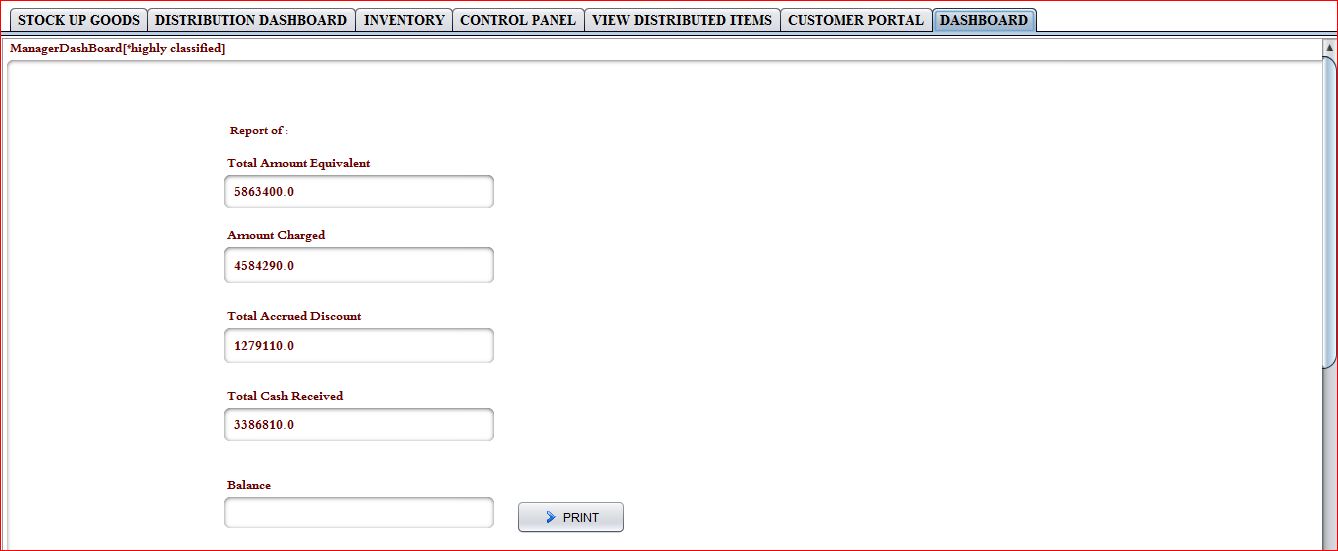 STOCK UP GOODS DISTRIBUTION DASHBOARD INVENTORY CONTROL PANEL VIEW DISTRIBUTED ITEMS CUSTOMER PORTAL DASHBOARD
ManagerDashBoard[*highly classified]
Report of :
Total Amount Equivalent
5863400.0
Amount Charged
4584290.0
Total Accrued Discount
1279110.0
Total Cash Received
3386810.0
Balance
PRINT